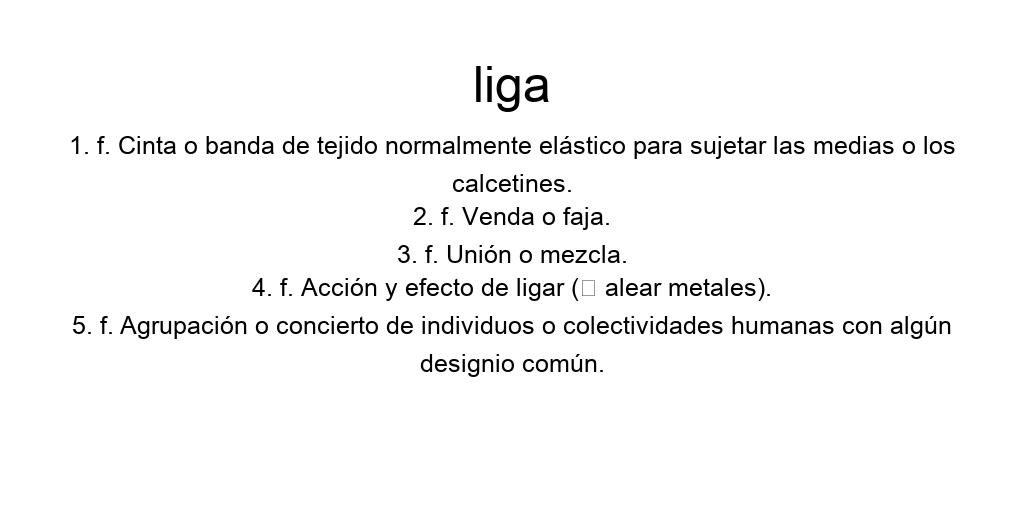 liga
1. f. Cinta o banda de tejido normalmente elástico para sujetar las medias o los
calcetines.
2. f. Venda o faja.
3. f. Unión o mezcla.
4. f. Acción y efecto de ligar (□ alear metales).
5. f. Agrupación o concierto de individuos o colectividades humanas con algún
designio común.